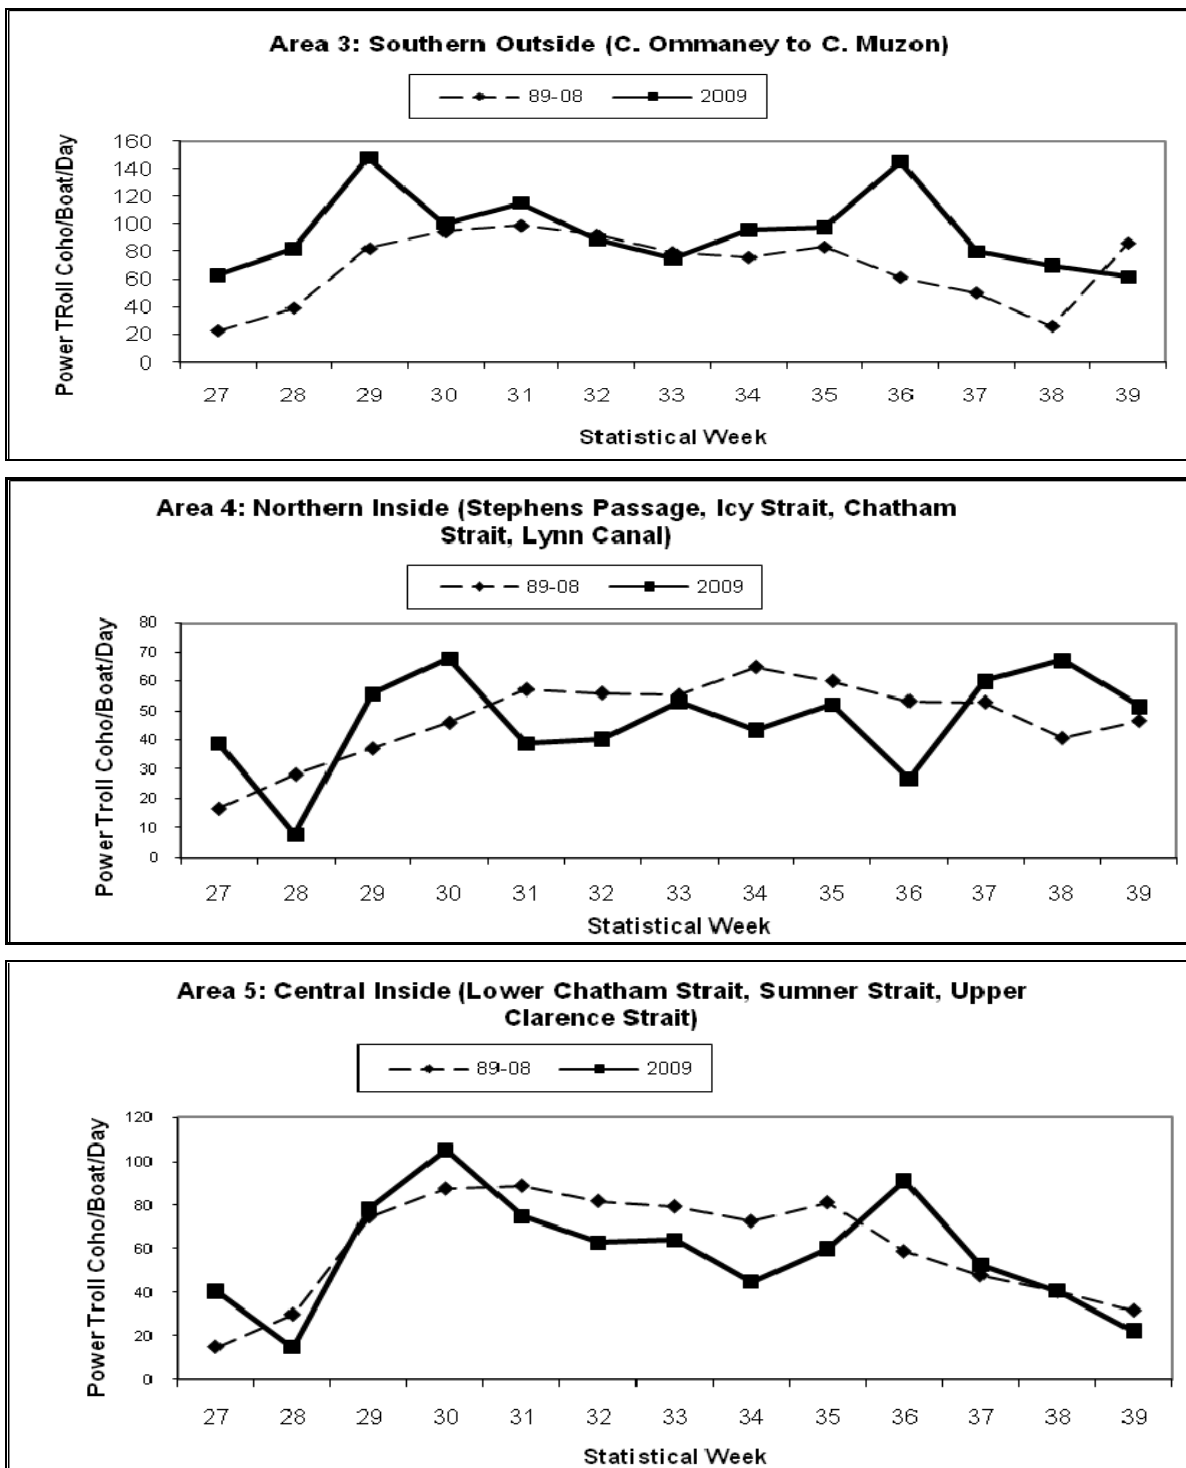 Area 3: Southern Outside (C. Ommaney to C. Muzon)
89-08 2009
Power TRoll Coho/Boat/Day
160
140
120
100
80
60
40
20
0
27 28 29 30 31 32 33 34 35 36 37 38 39
Statistical Week
Area 4: Northern Inside (Stephens Passage, Icy Strait, Chatham
Strait, Lynn Canal)
89-08 2009
Power Troll Coho/Boat/Day
80
70
60
50
40
30
20
10
0
27 28 29 30 31 32 33 34 35 36 37 38 39
Statistical Week
Area 5: Central Inside (Lower Chatham Strait, Sumner Strait, Upper
Clarence Strait)
89-08 2009
Power Troll Coho/Boat/Day
120
100
80
60
40
20
0
27 28 29 30 31 32 33 34 35 36 37 38 39
Statistical Week